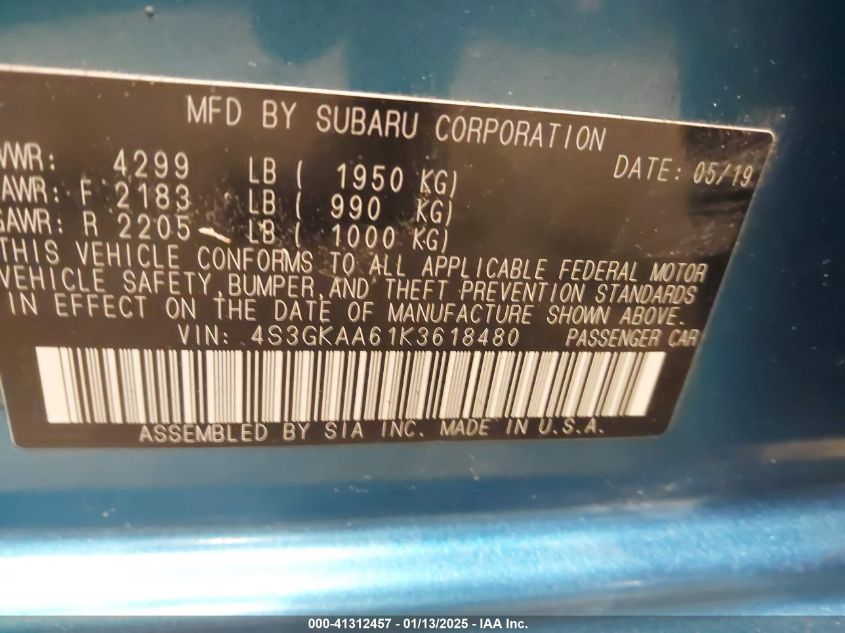 MFD BY SUBARU CORPORATION
DATE: 05/19
VWR: 4299 LB ( 1950 KG)
AWR: F 2183 LB ( 990 KG)
GAWR: R 2205 LB ( 1000 KG)
THIS VEHICLE CONFORMS TO ALL APPLICABLE FEDERAL MOTOR
VEHICLE SAFETY, BUMPER, AND THEFT PREVENTION STANDARDS
IN EFFECT ON THE DATE OF MANUFACTURE SHOWN ABOVE.
VIN: 4S3GKAA61K3618480 PASSENGER CAR
ASSEMBLED BY SIA INC. MADE IN U.S.A.
000-41312457 - 01/13/2025 - IAA Inc.